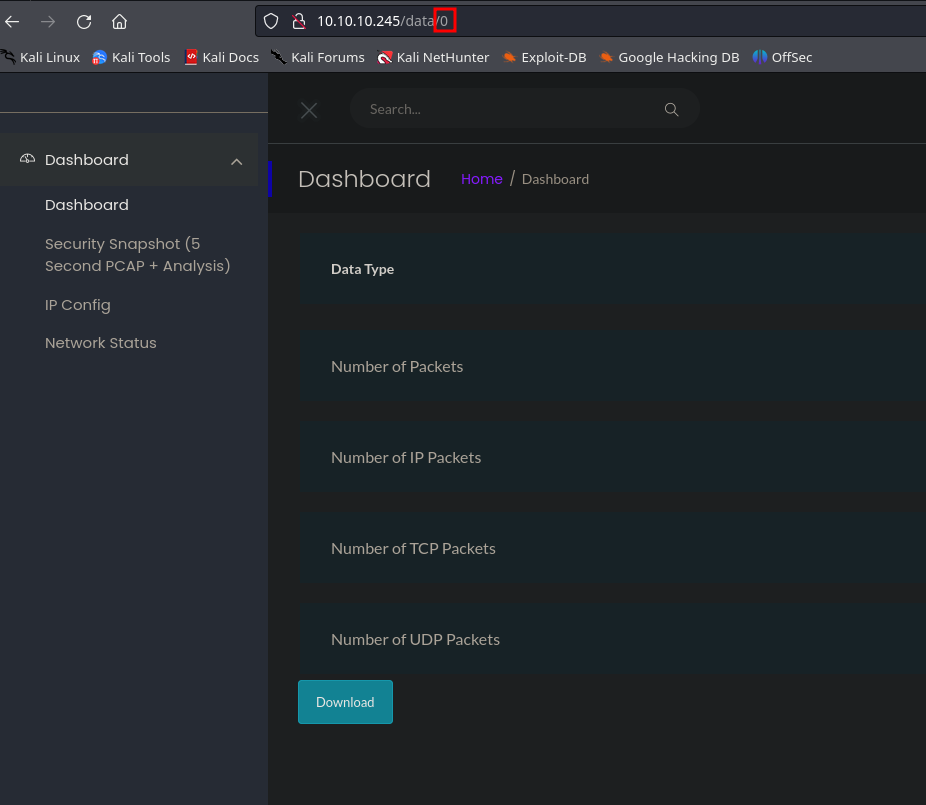 10.10.10.245/data/0
Kali Linux Kali Tools Kali Docs Kali Forums Kali NetHunter Exploit-DB Google Hacking DB OffSec
Search...
Dashboard
Dashboard
Security Snapshot (5
Second PCAP + Analysis)
IP Config
Network Status
Dashboard Home / Dashboard
Data Type
Number of Packets
Number of IP Packets
Number of TCP Packets
Number of UDP Packets
Download